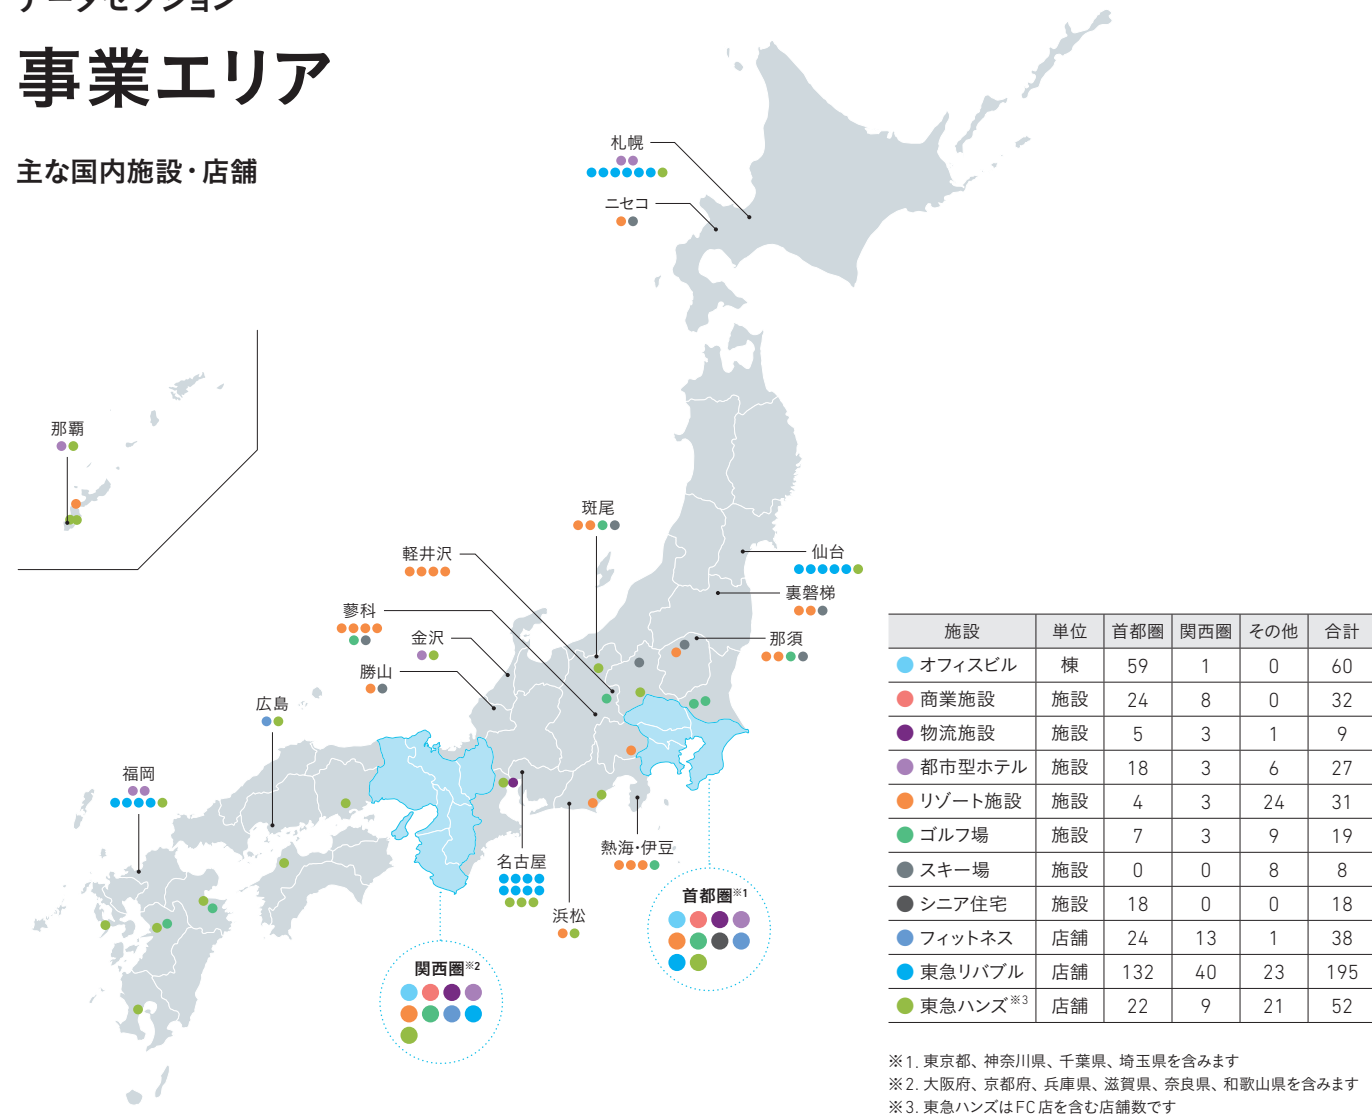 データセクション
事業エリア
主な国内施設・店舗
札幌
ニセコ
那覇
斑尾
軽井沢
仙台
裏磐梯
蓼科
金沢
那須
勝山
広島
福岡
名古屋
熱海・伊豆
浜松
首都圏※1
関西圏※2
施設 単位 首都圏 関西圏 その他 合計
オフィスビル 棟 59 1 0 60
商業施設 施設 24 8 0 32
物流施設 施設 5 3 1 9
都市型ホテル 施設 18 3 6 27
リゾート施設 施設 4 3 24 31
ゴルフ場 施設 7 3 9 19
スキー場 施設 0 0 8 8
シニア住宅 施設 18 0 0 18
フィットネス 店舗 24 13 1 38
東急リバブル 店舗 132 40 23 195
東急ハンズ※3 店舗 22 9 21 52
※1. 東京都、神奈川県、千葉県、埼玉県を含みます
※2. 大阪府、京都府、兵庫県、滋賀県、奈良県、和歌山県を含みます
※3. 東急ハンズはFC店を含む店舗数です